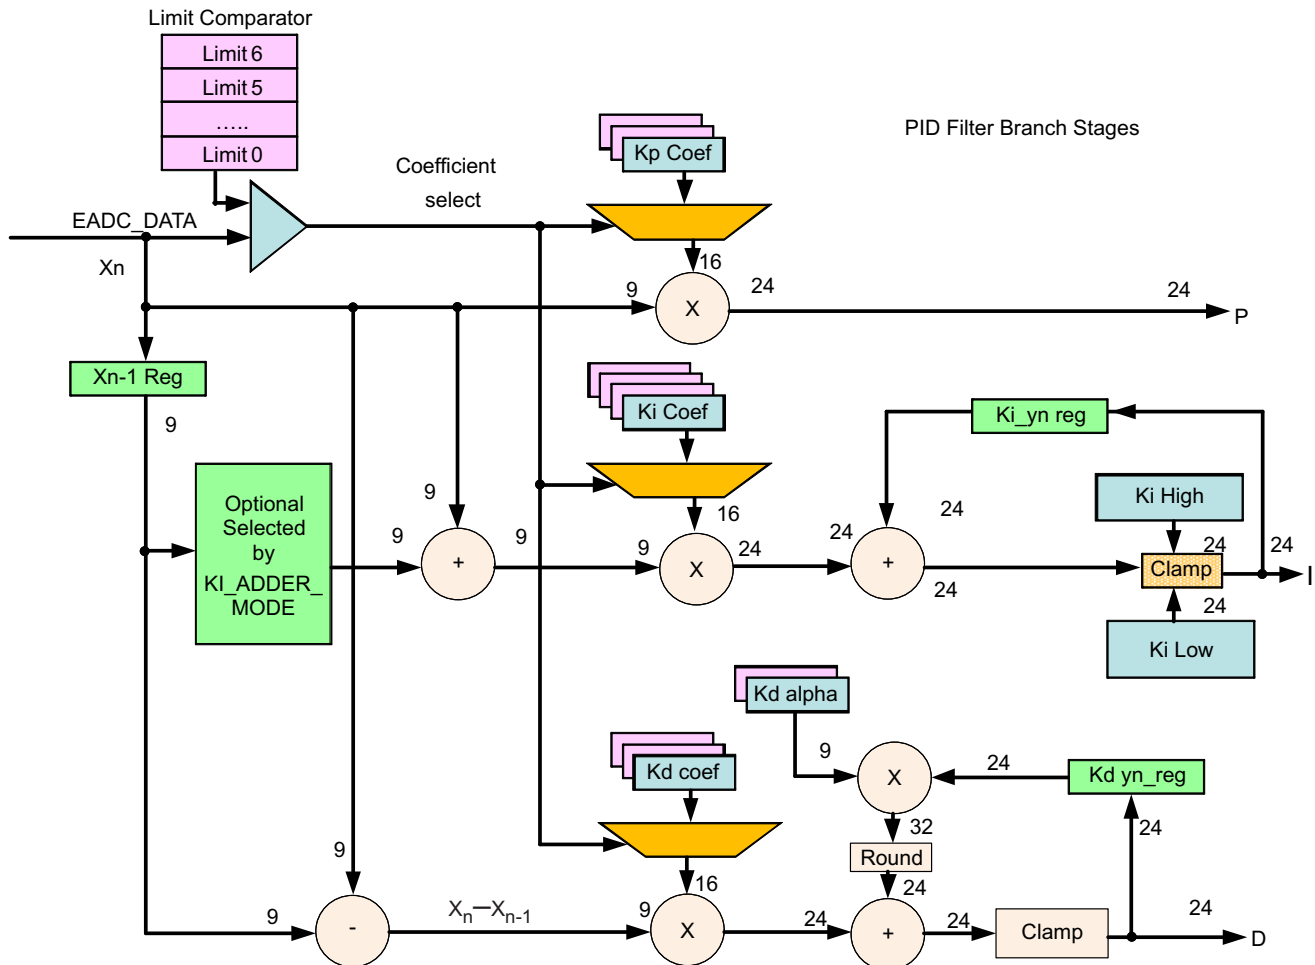 Limit Comparator
Limit 6
Limit 5
.....
Limit 0
PID Filter Branch Stages
Kp Coef
Coefficient
select
EADC_DATA
Xn
16
9
24
24
X
P
Xn-1 Reg
9
Ki Coef
Ki_yn reg
Optional
Selected
by
KI_ADDER_
MODE
9
9
9
+
16
9
24
X
24
24
+
24
Ki High
24
24
Clamp
I
24
Ki Low
Kd alpha
9
X
24
Kd yn_reg
Kd coef
32
24
Round
9
16
24
9
-
Xn—Xn-1
9
X
24
+
24
Clamp
24
D